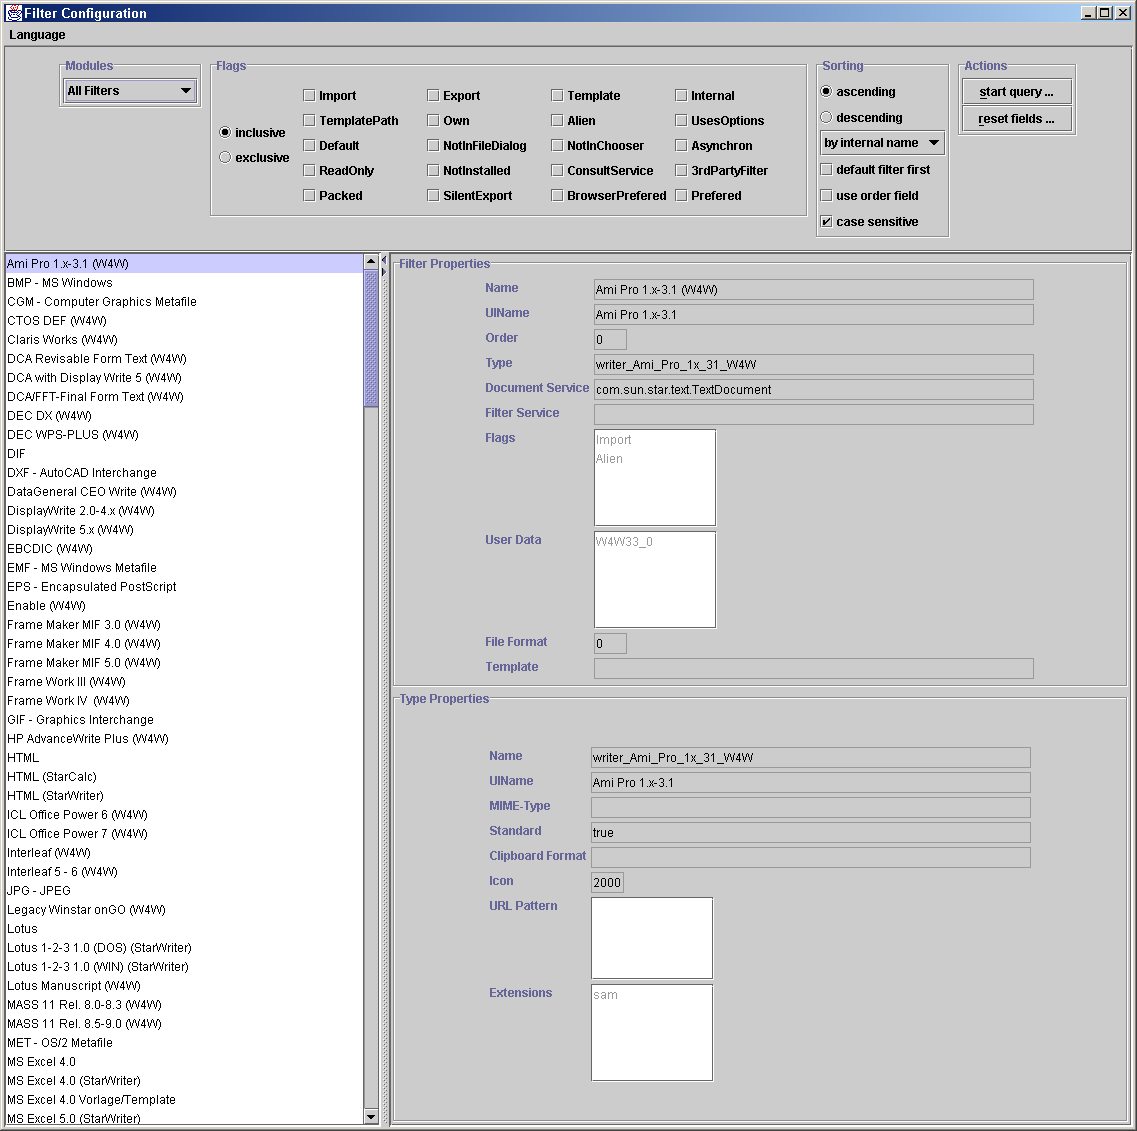 Filter Configuration
Language
Modules
All Filters
Flags
inclusive
exclusive
Import Export Template Internal
TemplatePath Own Alien UsesOptions
Default NotInFileDialog NotInChooser Asynchron
ReadOnly NotInstalled ConsultService 3rdPartyFilter
Packed SilentExport BrowserPrefered Prefered
Sorting
ascending
descending
by internal name
default filter first
use order field
case sensitive
Actions
start query ...
reset fields ...
Ami Pro 1.x-3.1 (W4W)
BMP - MS Windows
CGM - Computer Graphics Metafile
CTOS DEF (W4W)
Claris Works (W4W)
DCA Revisable Form Text (W4W)
DCA with Display Write 5 (W4W)
DCA/FFT-Final Form Text (W4W)
DEC DX (W4W)
DEC WPS-PLUS (W4W)
DIF
DXF - AutoCAD Interchange
DataGeneral CEO Write (W4W)
DisplayWrite 2.0-4.x (W4W)
DisplayWrite 5.x (W4W)
EBCDIC (W4W)
EMF - MS Windows Metafile
EPS - Encapsulated PostScript
Enable (W4W)
Frame Maker MIF 3.0 (W4W)
Frame Maker MIF 4.0 (W4W)
Frame Maker MIF 5.0 (W4W)
Frame Work III (W4W)
Frame Work IV  (W4W)
GIF - Graphics Interchange
HP AdvanceWrite Plus (W4W)
HTML
HTML (StarCalc)
HTML (StarWriter)
ICL Office Power 6 (W4W)
ICL Office Power 7 (W4W)
Interleaf (W4W)
Interleaf 5 - 6 (W4W)
JPG - JPEG
Legacy Winstar onGO (W4W)
Lotus
Lotus 1-2-3 1.0 (DOS) (StarWriter)
Lotus 1-2-3 1.0 (WIN) (StarWriter)
Lotus Manuscript (W4W)
MASS 11 Rel. 8.0-8.3 (W4W)
MASS 11 Rel. 8.5-9.0 (W4W)
MET - OS/2 Metafile
MS Excel 4.0
MS Excel 4.0 (StarWriter)
MS Excel 4.0 Vorlage/Template
MS Excel 5.0 (StarWriter)
Filter Properties
Name Ami Pro 1.x-3.1 (W4W)
UIName Ami Pro 1.x-3.1
Order 0
Type writer_Ami_Pro_1x_31_W4W
Document Service com.sun.star.text.TextDocument
Filter Service
Flags Import
Alien
User Data W4W33_0
File Format 0
Template
Type Properties
Name writer_Ami_Pro_1x_31_W4W
UIName Ami Pro 1.x-3.1
MIME-Type
Standard true
Clipboard Format
Icon 2000
URL Pattern
Extensions sam